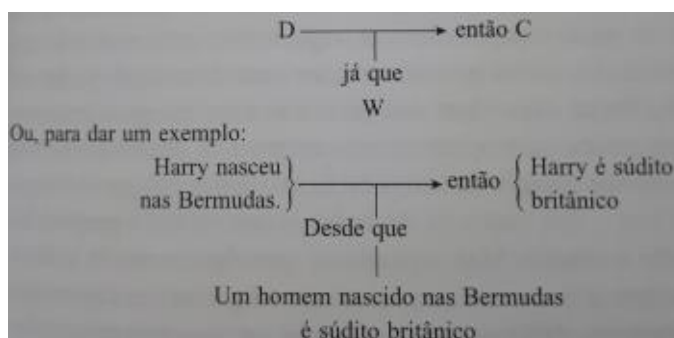 D então C
já que
W
Ou, para dar um exemplo:
Harry nasceu } então { Harry é súdito
nas Bermudas. britânico
Desde que
Um homem nascido nas Bermudas
é súdito britânico